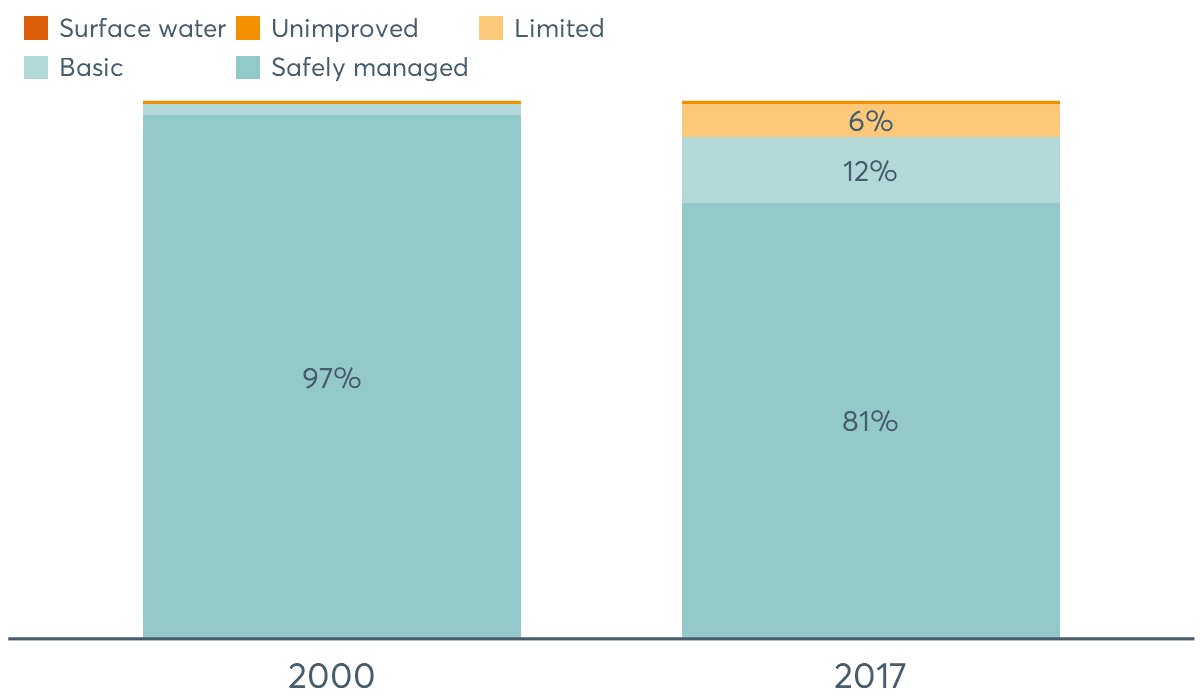 Surface water Unimproved Limited
Basic Safely managed
6%
12%
97%
81%
2000 2017